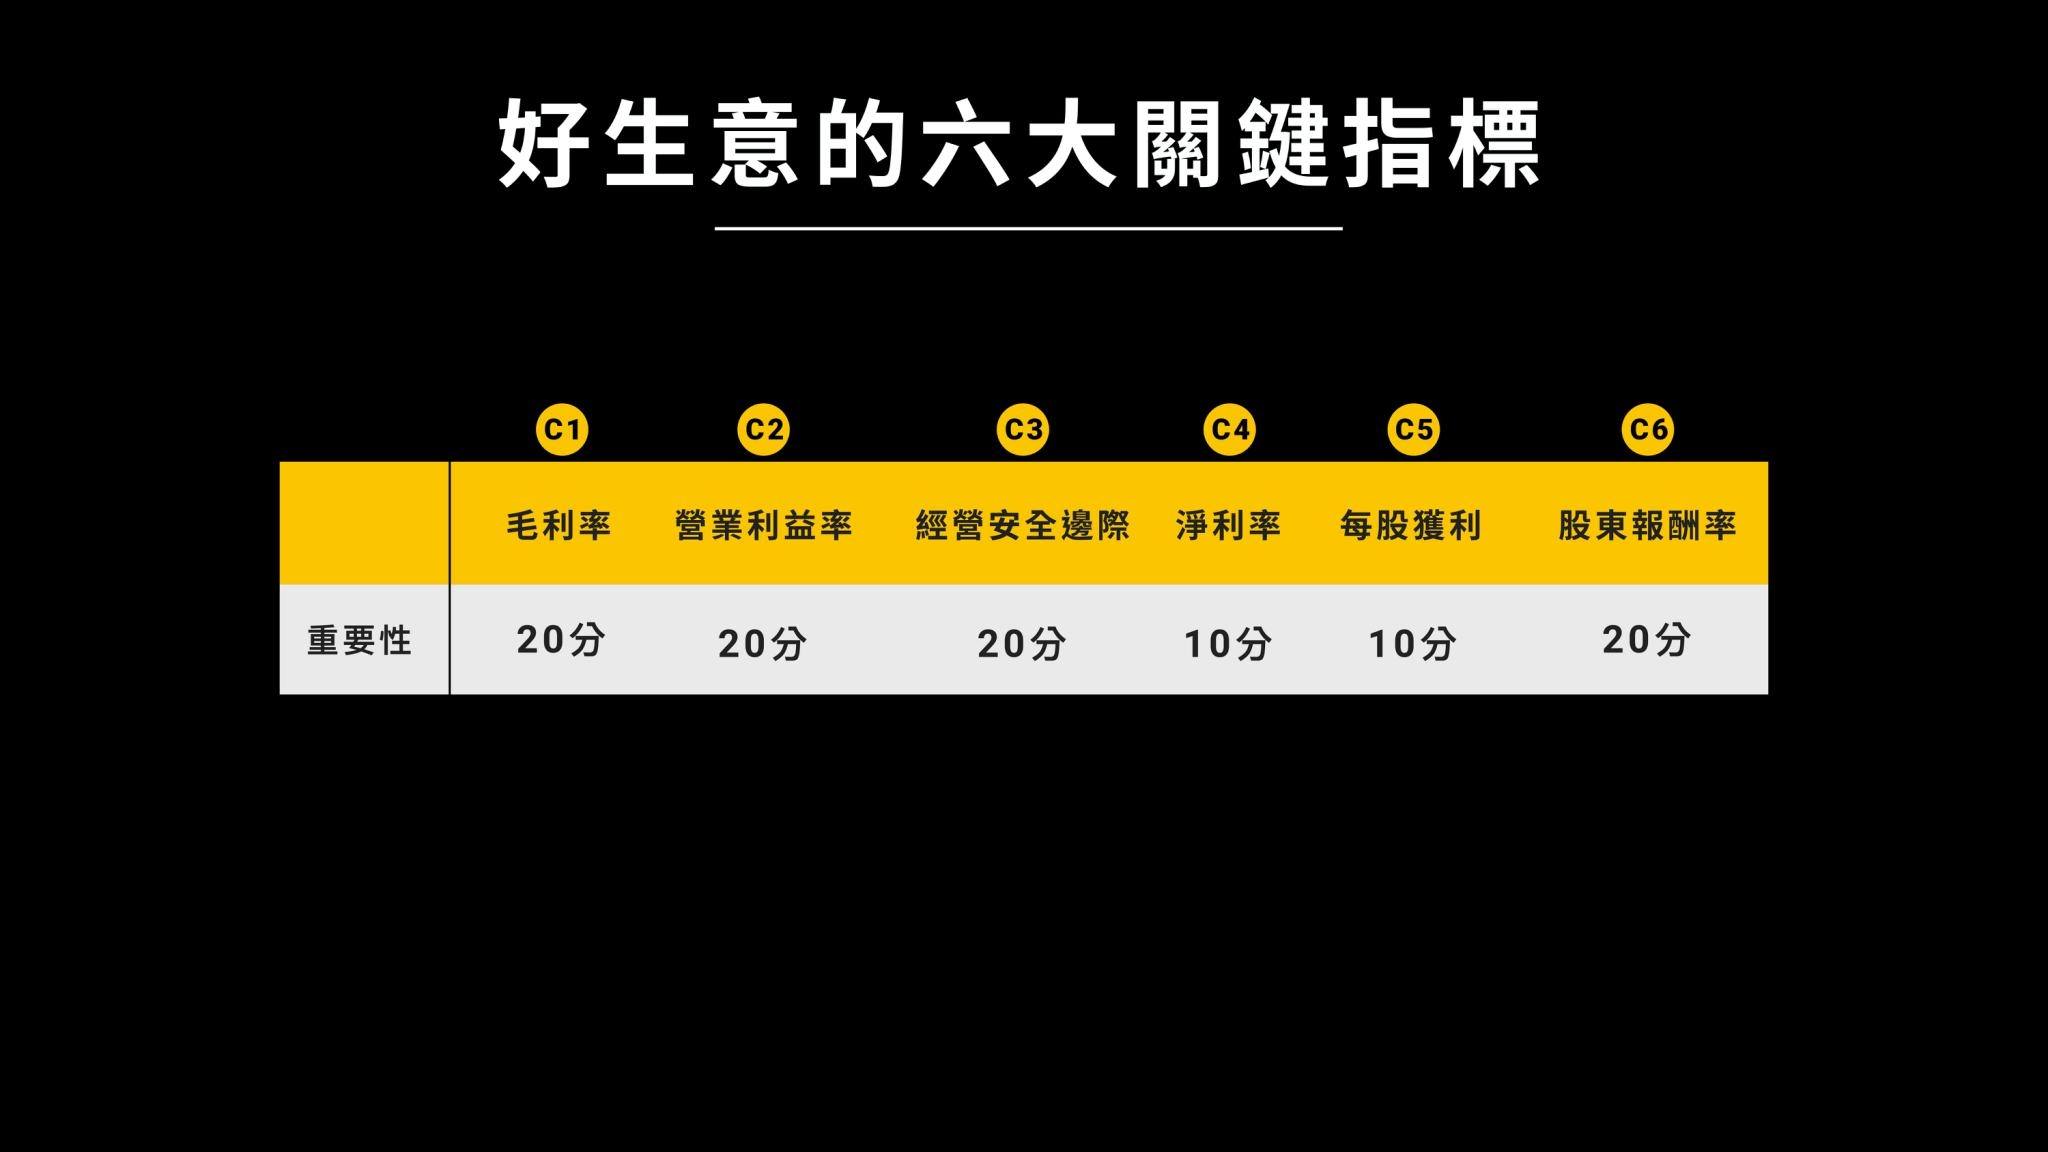 好生意的六大關鍵指標
C1 C2 C3 C4 C5 C6
毛利率 營業利益率 經營安全邊際 淨利率 每股獲利 股東報酬率
重要性 20分 20分 20分 10分 10分 20分